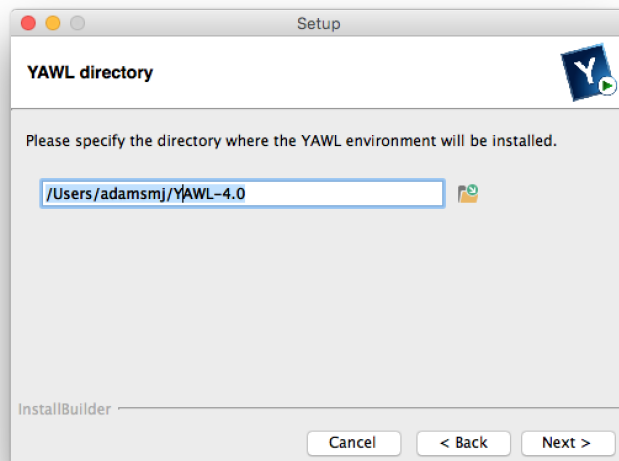 Setup
YAWL directory
Y
Please specify the directory where the YAWL environment will be installed.
/Users/adamsmj/YAWL-4.0
InstallBuilder
Cancel
< Back
Next >